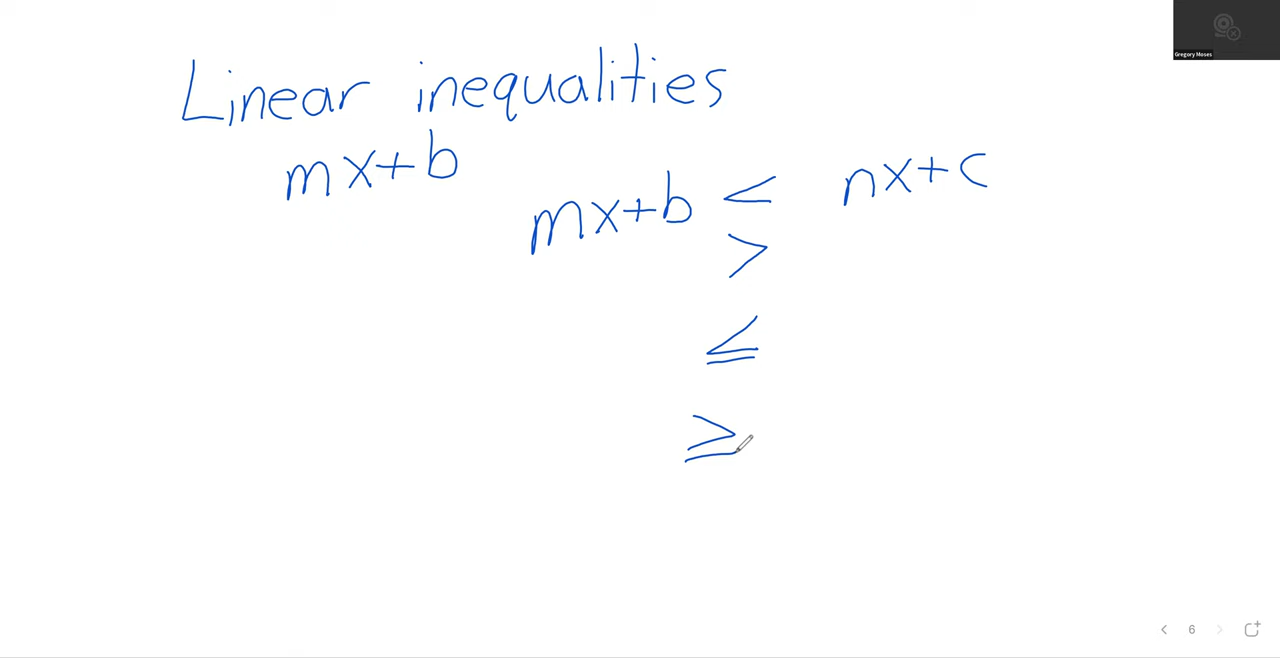 Gregory Moses
Linear inequalities
mx+b
mx+b < nx+c
>
≤
≥
6